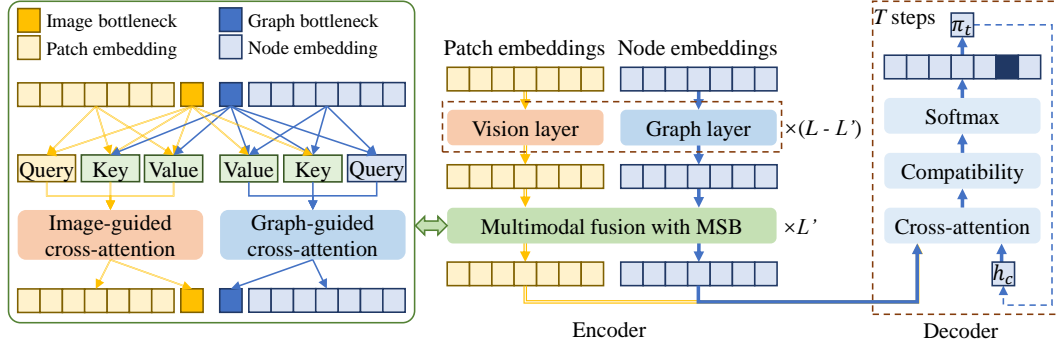 Image bottleneck
Graph bottleneck
Patch embedding
Node embedding
Query
Key
Value
Value
Key
Query
Image-guided
cross-attention
Graph-guided
cross-attention
Patch embeddings
Node embeddings
Vision layer
Graph layer
×(L - L')
Multimodal fusion with MSB
×L'
Encoder
T steps
π_t
Softmax
Compatibility
Cross-attention
h_c
Decoder